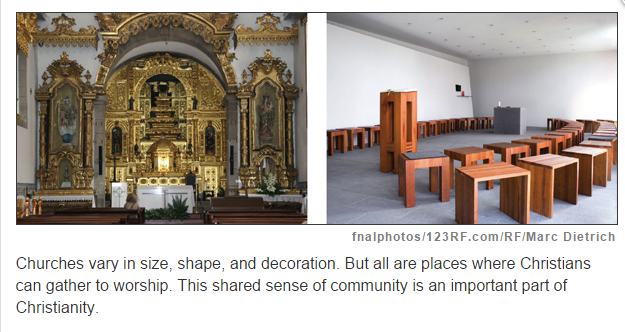 fnalphotos/123RF.com/RF/Marc Dietrich
Churches vary in size, shape, and decoration. But all are places where Christians
can gather to worship. This shared sense of community is an important part of
Christianity.